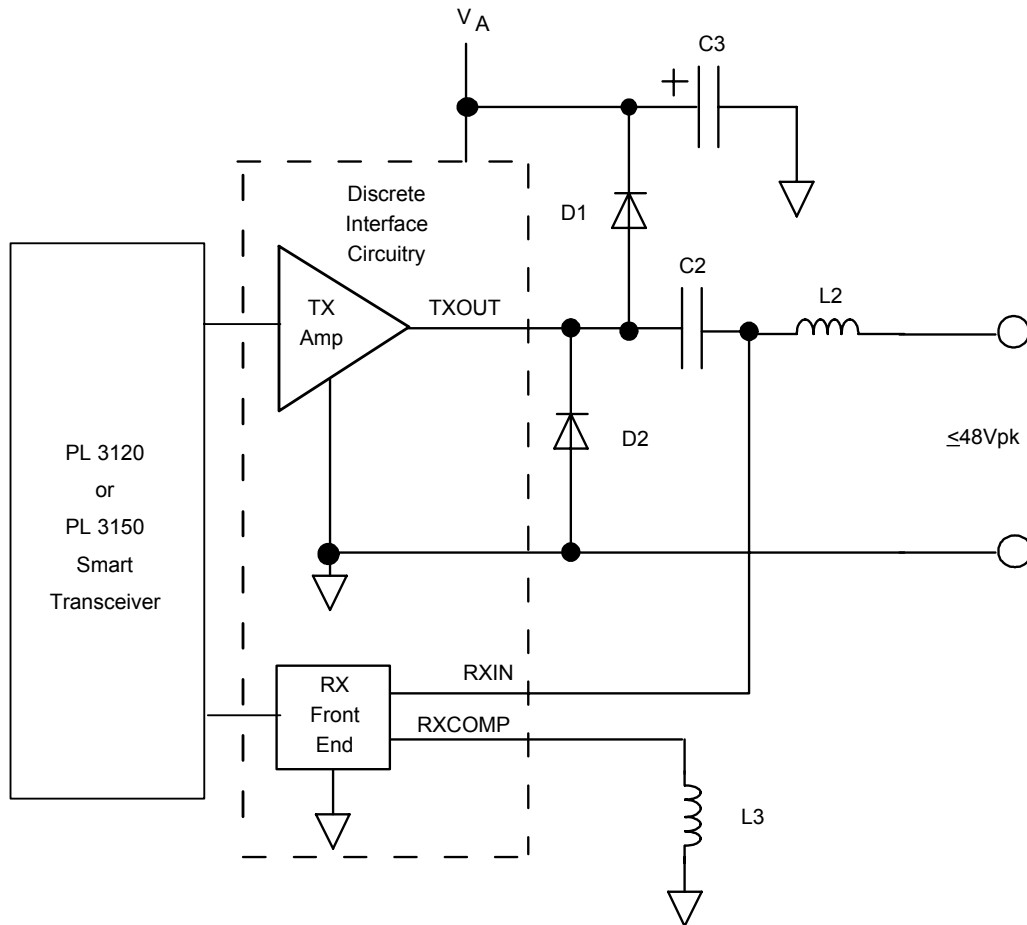 V A
C3
+
Discrete
Interface
Circuitry
D1
C2
L2
TX
Amp
TXOUT
D2
≤48Vpk
PL 3120
or
PL 3150
Smart
Transceiver
RX
Front
End
RXIN
RXCOMP
L3